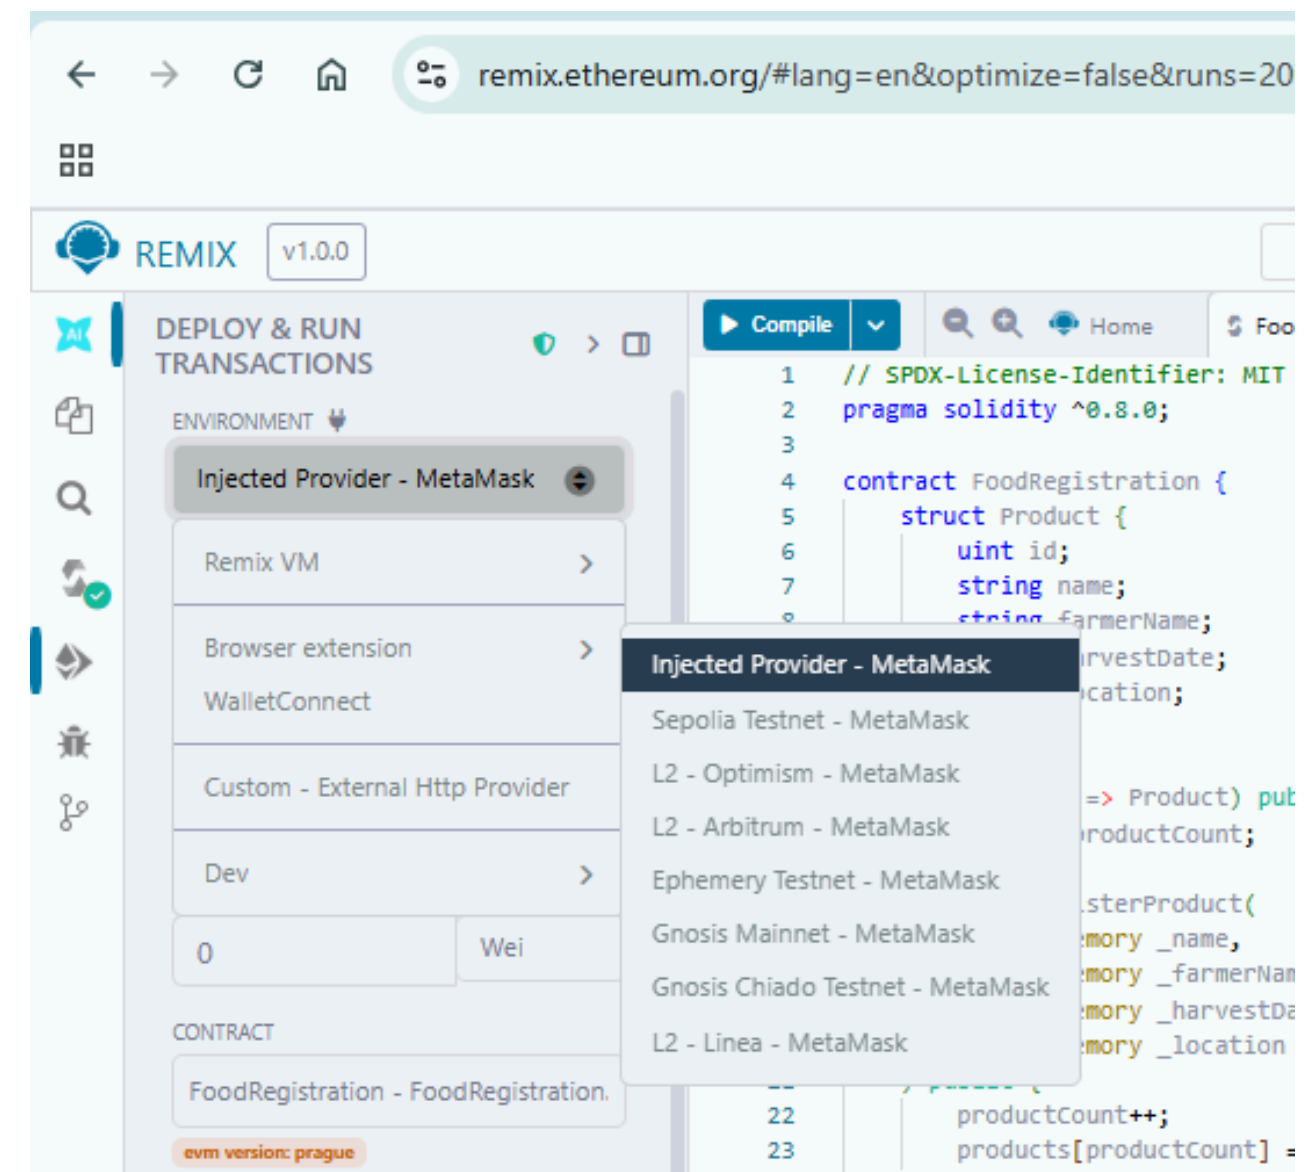 remix.ethereum.org/#lang=en&optimize=false&runs=20
REMIX v1.0.0
AI
DEPLOY & RUN
TRANSACTIONS
ENVIRONMENT
Injected Provider - MetaMask
Remix VM
Browser extension
WalletConnect
Custom - External Http Provider
Dev
0 Wei
CONTRACT
FoodRegistration - FoodRegistration.
evm version: prague
Injected Provider - MetaMask
Sepolia Testnet - MetaMask
L2 - Optimism - MetaMask
L2 - Arbitrum - MetaMask
Ephemery Testnet - MetaMask
Gnosis Mainnet - MetaMask
Gnosis Chiado Testnet - MetaMask
L2 - Linea - MetaMask
Compile Home Foo
1 // SPDX-License-Identifier: MIT
2 pragma solidity ^0.8.0;
3
4 contract FoodRegistration {
5 struct Product {
6 uint id;
7 string name;
8 string farmerName;
rvestDate;
cation;
=> Product) pub
roductCount;
sterProduct(
mory _name,
mory _farmerNam
mory _harvestDa
mory _location
) public {
22 productCount++;
23 products[productCount] =